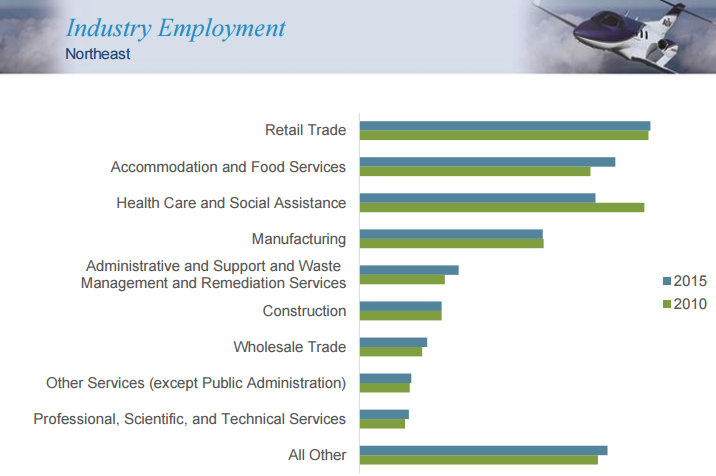 Industry Employment
Northeast
Retail Trade
Accommodation and Food Services
Health Care and Social Assistance
Manufacturing
Administrative and Support and Waste
Management and Remediation Services
Construction
Wholesale Trade
Other Services (except Public Administration)
Professional, Scientific, and Technical Services
All Other
2015
2010